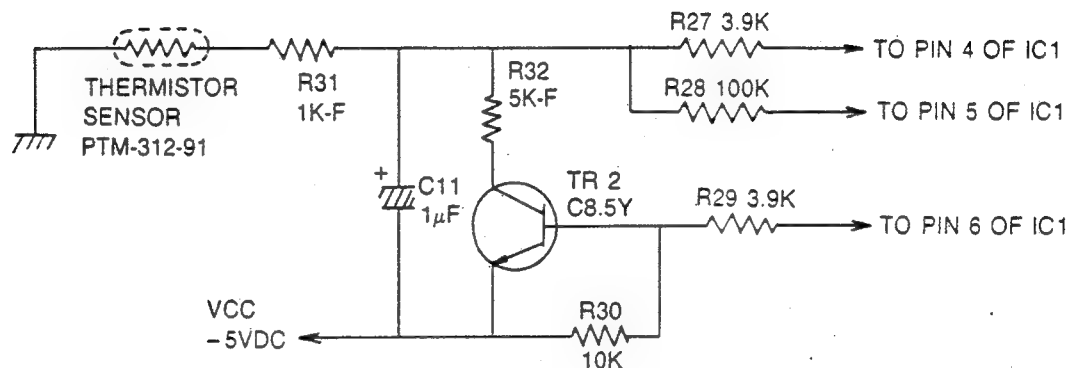 R27 3.9K
TO PIN 4 OF IC1
R31
1K-F
R32
5K-F
THERMISTOR
SENSOR
PTM-312-91
R28 100K
TO PIN 5 OF IC1
+
C11
1μF
TR 2
C8.5Y
R29 3.9K
TO PIN 6 OF IC1
VCC
-5VDC
R30
10K